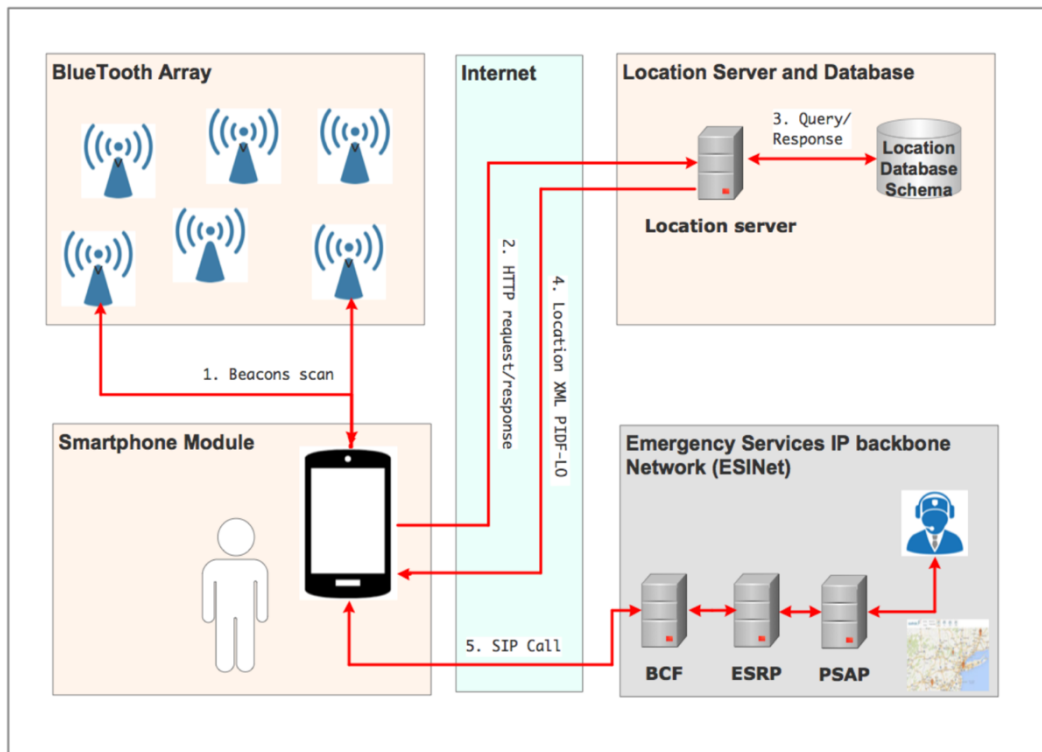 BlueTooth Array
Internet
Location Server and Database
3. Query/
Response
Location
Database
Schema
Location server
2. HTTP request/response
4. Location XML PIDF-LO
1. Beacons scan
Smartphone Module
Emergency Services IP backbone
Network (ESINet)
5. SIP Call
BCF
ESRP
PSAP